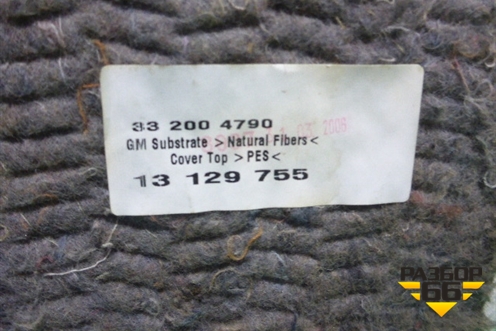 33 200 4790
GM Substrate >Natural Fibers<
Cover Top >PES<
13 129 755
РАЗБОР
66